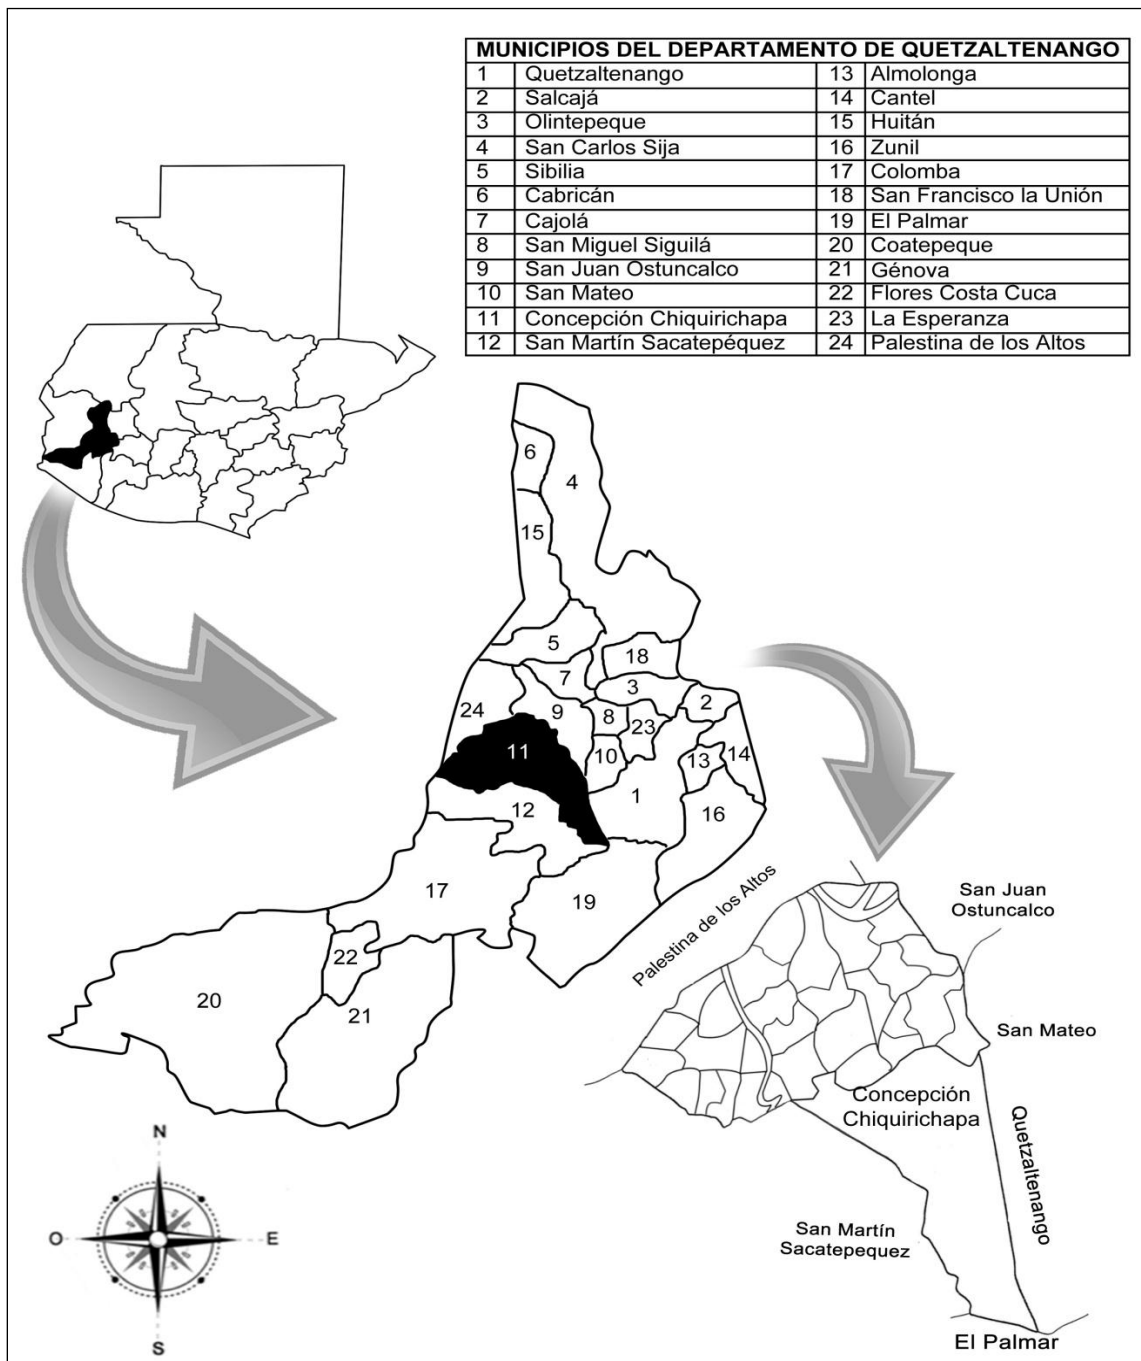 MUNICIPIOS DEL DEPARTAMENTO DE QUETZALTENANGO
1 Quetzaltenango 13 Almolonga
2 Salcajá 14 Cantel
3 Olintepeque 15 Huitán
4 San Carlos Sija 16 Zunil
5 Sibilia 17 Colomba
6 Cabricán 18 San Francisco la Unión
7 Cajolá 19 El Palmar
8 San Miguel Siguilá 20 Coatepeque
9 San Juan Ostuncalco 21 Génova
10 San Mateo 22 Flores Costa Cuca
11 Concepción Chiquirichapa 23 La Esperanza
12 San Martín Sacatepéquez 24 Palestina de los Altos
6
4
15
5
18
7
3
2
24
9
8
23
11
10
13
14
12
1
16
17
19
22
20
21
Palestina de los Altos
San Juan
Ostuncalco
San Mateo
Concepción
Chiquirichapa
Quetzaltenango
San Martín
Sacatepequez
El Palmar
N
O
E
S